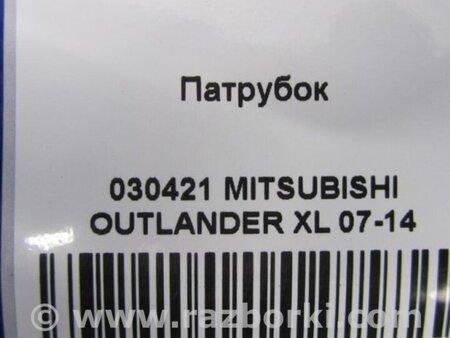 Патрубок
030421 MITSUBISHI
OUTLANDER XL 07-14
© www.razborki.com